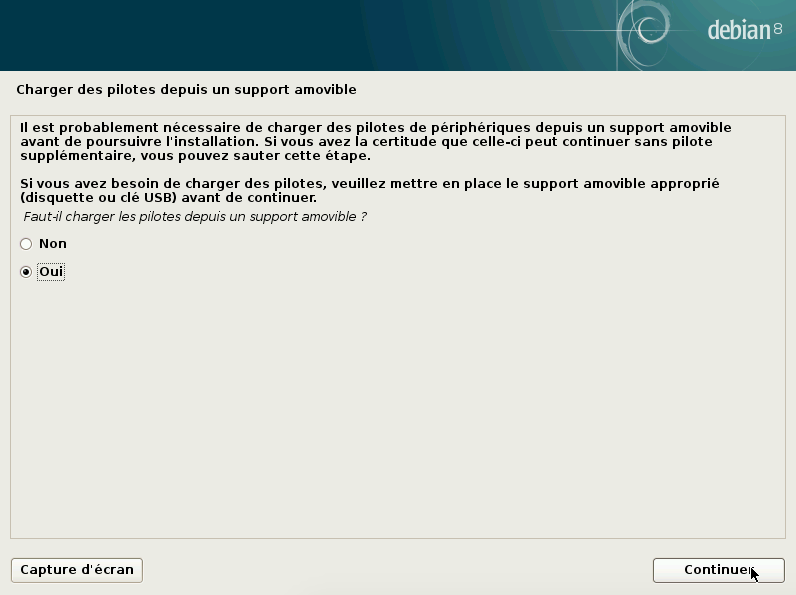 debian 8
Charger des pilotes depuis un support amovible
Il est probablement nécessaire de charger des pilotes de périphériques depuis un support amovible
avant de poursuivre l'installation. Si vous avez la certitude que celle-ci peut continuer sans pilote
supplémentaire, vous pouvez sauter cette étape.
Si vous avez besoin de charger des pilotes, veuillez mettre en place le support amovible approprié
(disquette ou clé USB) avant de continuer.
Faut-il charger les pilotes depuis un support amovible ?
Non
Oui
Capture d'écran
Continuer